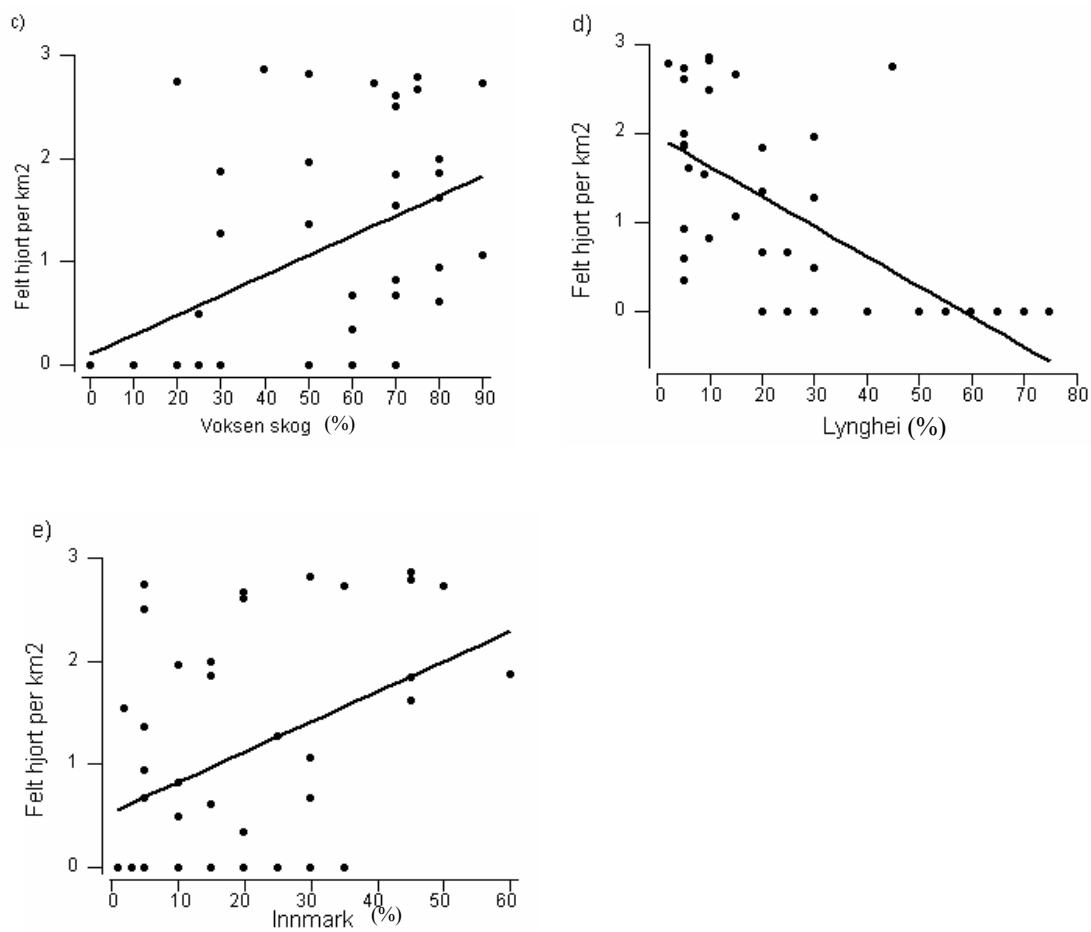 c)
Felt hjort per km2
3
2
1
0
0 10 20 30 40 50 60 70 80 90
Voksen skog (%)
d)
Felt hjort per km2
3
2
1
0
0 10 20 30 40 50 60 70 80
Lynghei (%)
e)
Felt hjort per km2
3
2
1
0
0 10 20 30 40 50 60
Innmark (%)